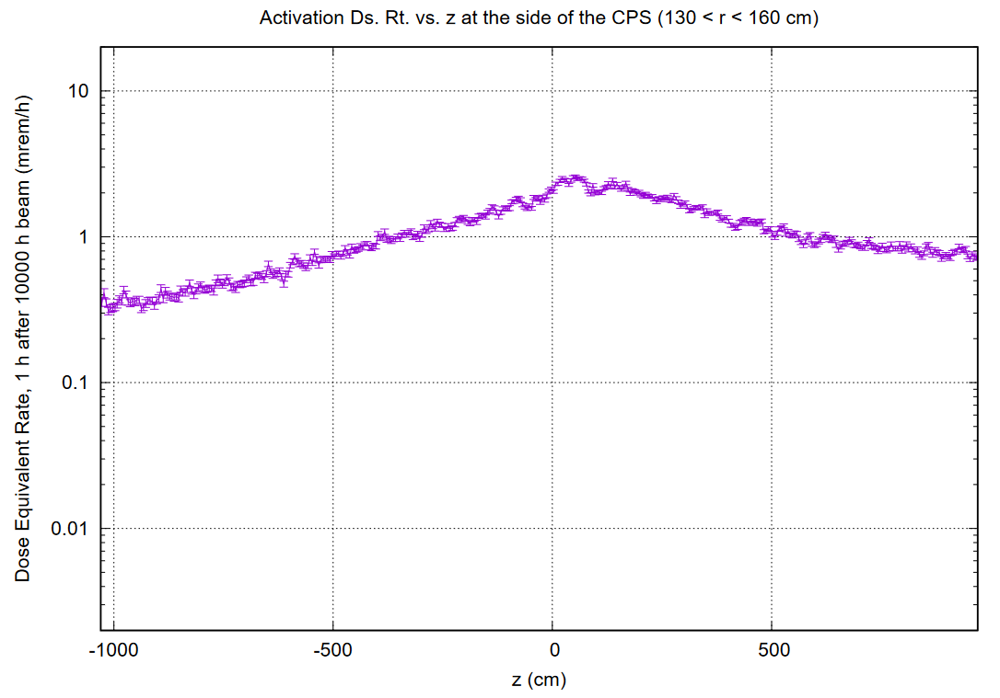 Activation Ds. Rt. vs. z at the side of the CPS (130 < r < 160 cm)
Dose Equivalent Rate, 1 h after 10000 h beam (mrem/h)
10
1
0.1
0.01
-1000
-500
0
500
z (cm)